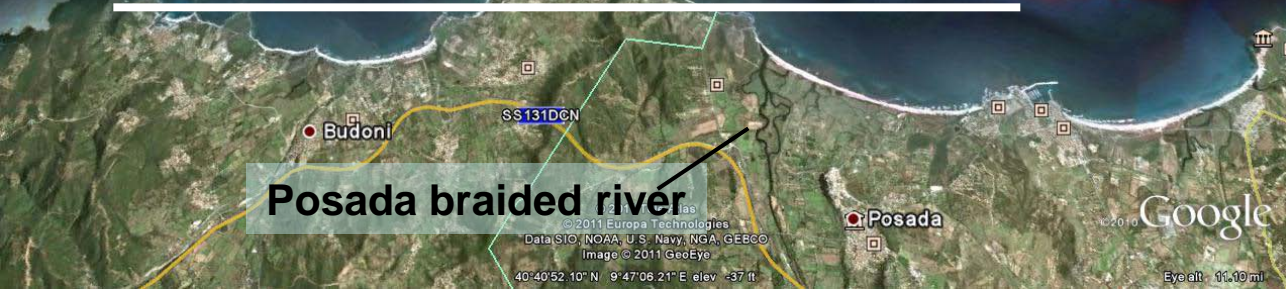 SS131DCN
Budoni
Posada braided river
© 2011 Europa Technologies
Posada
©2010 Google
Data SIO, NOAA, U.S. Navy, NGA, GEBCO
Image © 2011 GeoEye
40°40'52.10" N 9°47'06.21" E elev -37 ft
Eye alt 11.10 mi